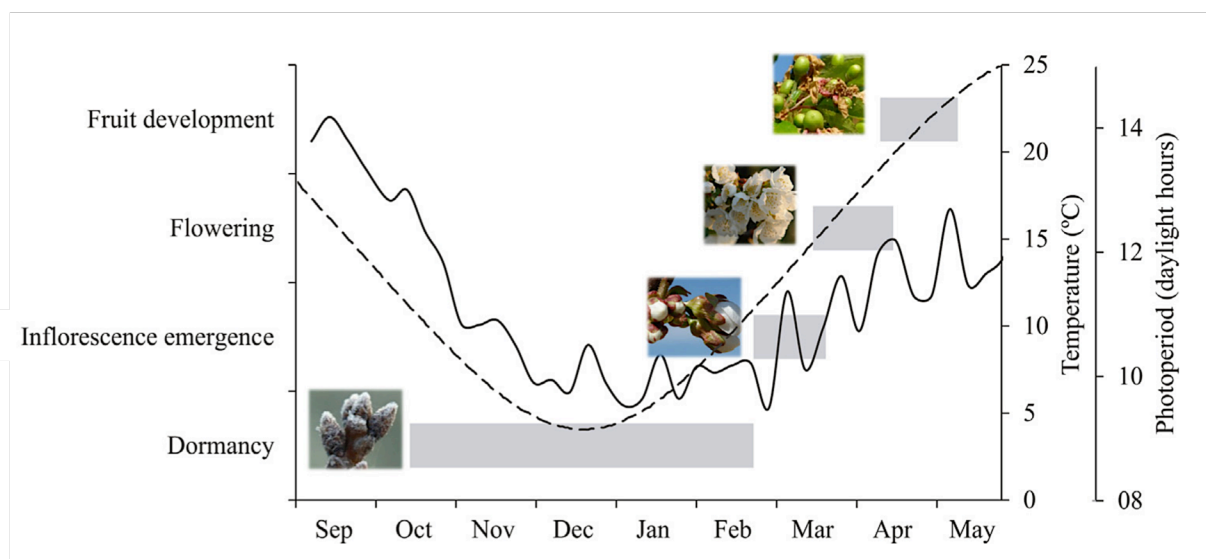 Fruit development
Flowering
Inflorescence emergence
Dormancy
25
20
15
10
5
0
Temperature (ºC)
14
12
10
08
Photoperiod (daylight hours)
Sep Oct Nov Dec Jan Feb Mar Apr May